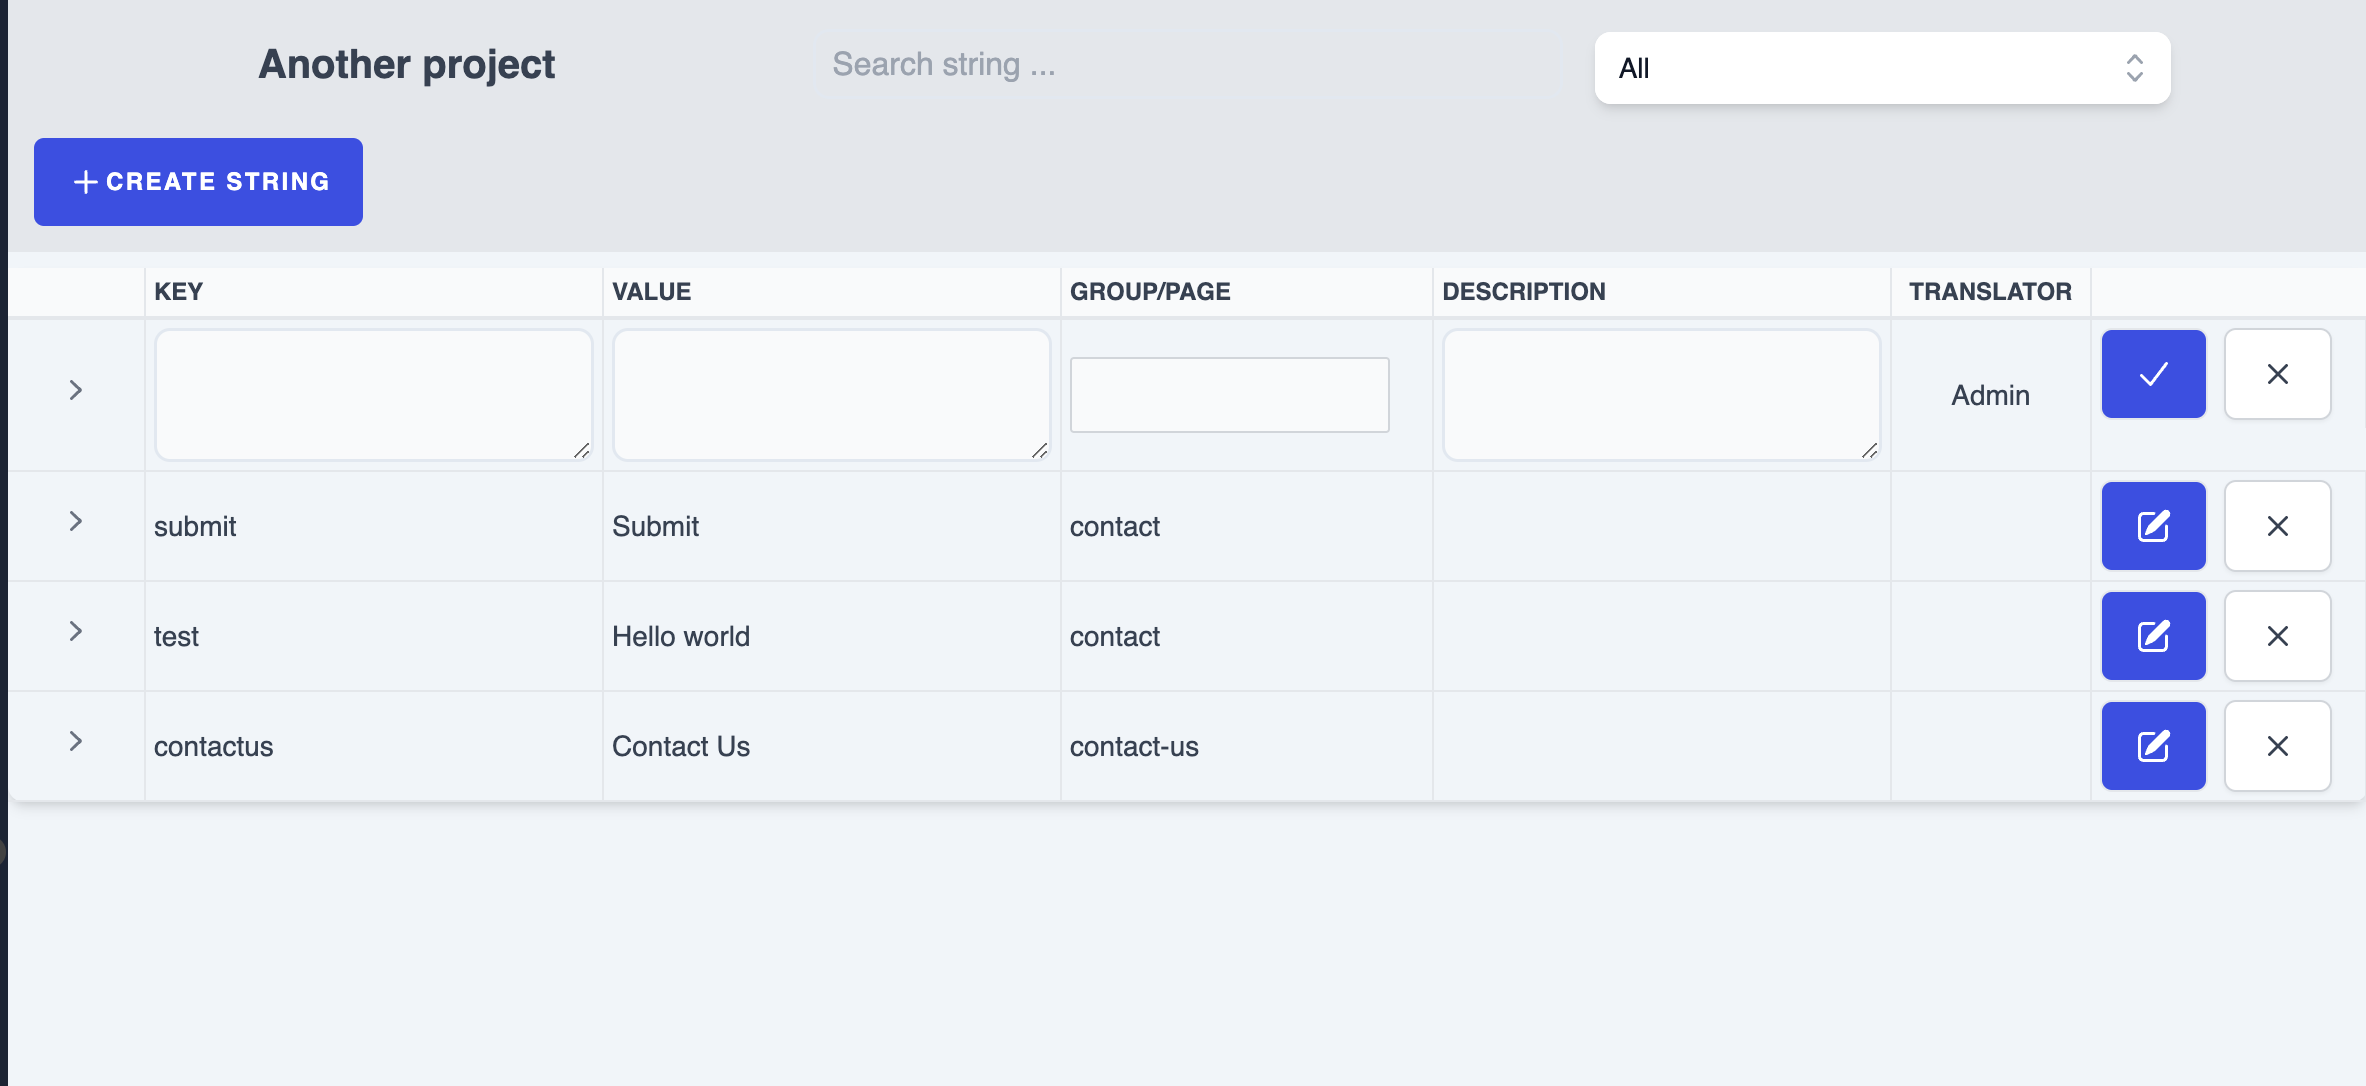 Another project
Search string ...
All
CREATE STRING
KEY VALUE GROUP/PAGE DESCRIPTION TRANSLATOR
Admin
submit Submit contact
test Hello world contact
contactus Contact Us contact-us